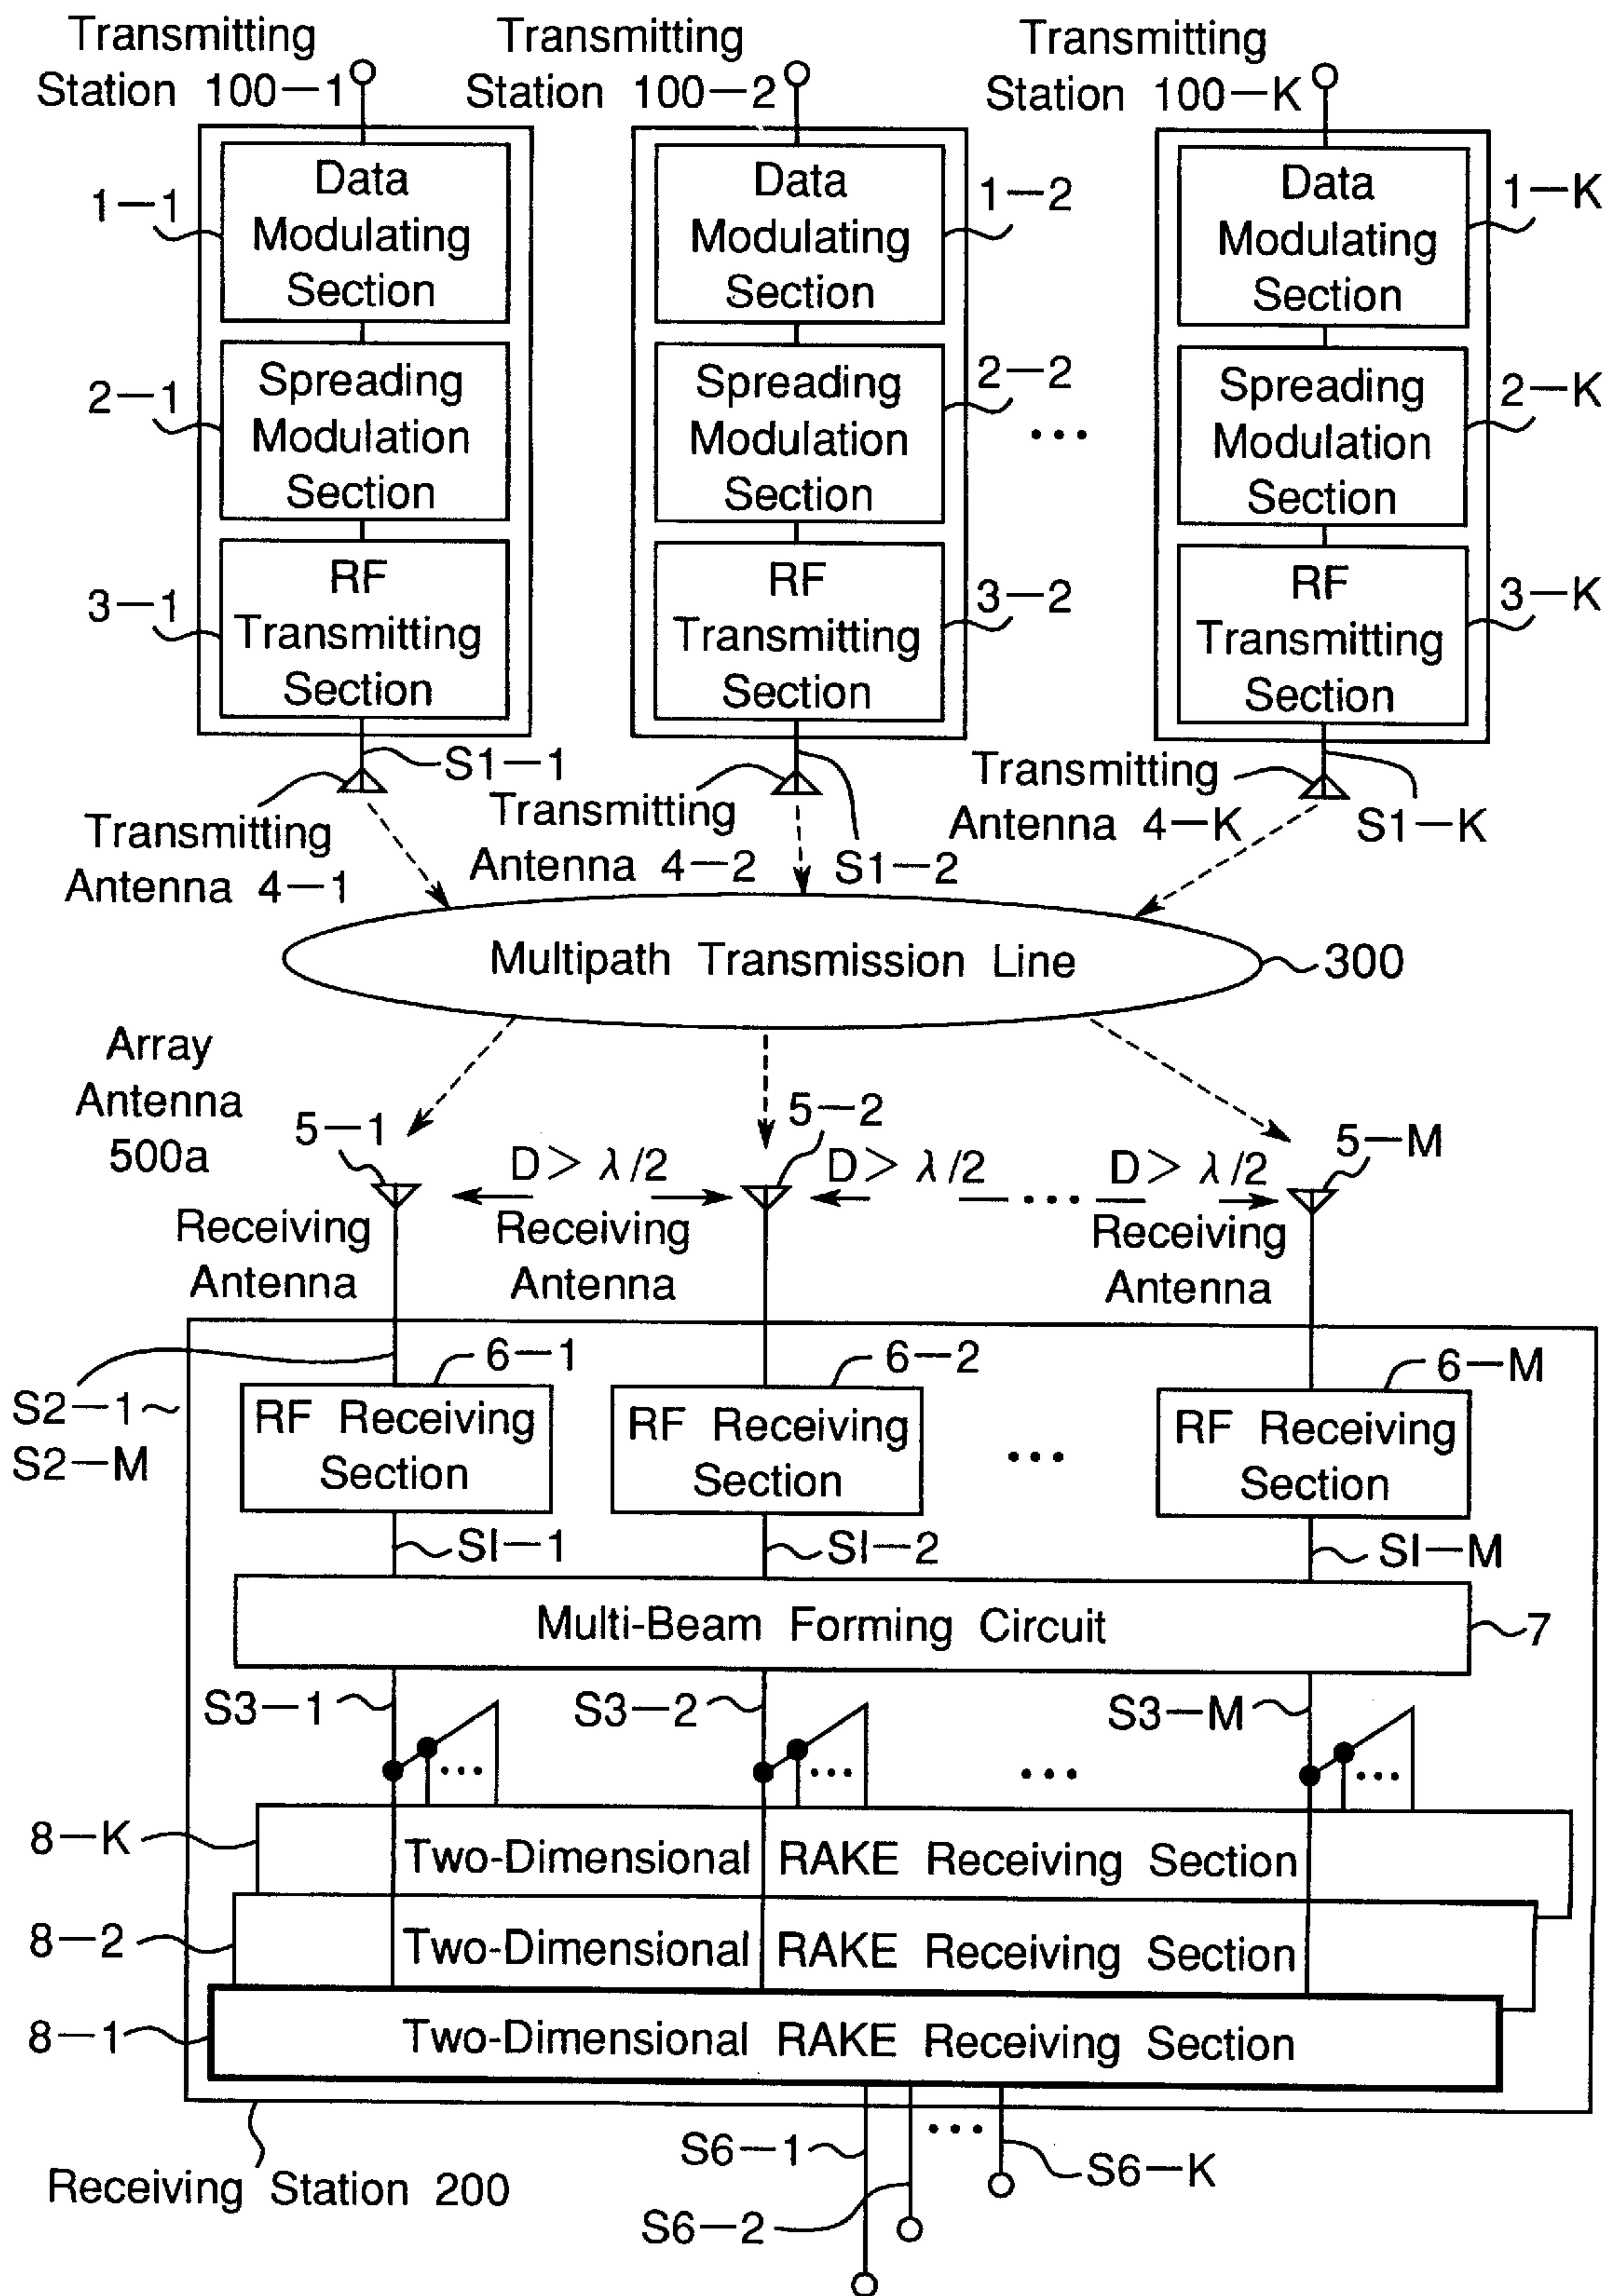 Transmitting
Station 100-1
Transmitting
Station 100-2
Transmitting
Station 100-K
Data
Modulating
Section
1-1
Data
Modulating
Section
1-2
Data
Modulating
Section
1-K
Spreading
Modulation
Section
2-1
Spreading
Modulation
Section
2-2
...
Spreading
Modulation
Section
2-K
RF
Transmitting
Section
3-1
RF
Transmitting
Section
3-2
RF
Transmitting
Section
3-K
S1-1
Transmitting
Antenna 4-1
Transmitting
Antenna 4-2
S1-2
Transmitting
Antenna 4-K
S1-K
Multipath Transmission Line
300
Array
Antenna
500a
5-1
5-2
5-M
D> λ/2
D> λ/2
...
D> λ/2
Receiving
Antenna
Receiving
Antenna
Receiving
Antenna
S2-1~
S2-M
6-1
6-2
6-M
RF Receiving
Section
RF Receiving
Section
...
RF Receiving
Section
SI-1
SI-2
SI-M
Multi-Beam Forming Circuit
7
S3-1
S3-2
S3-M
...
...
...
...
8-K
Two-Dimensional RAKE Receiving Section
8-2
Two-Dimensional RAKE Receiving Section
8-1
Two-Dimensional RAKE Receiving Section
...
S6-1
S6-K
Receiving Station 200
S6-2